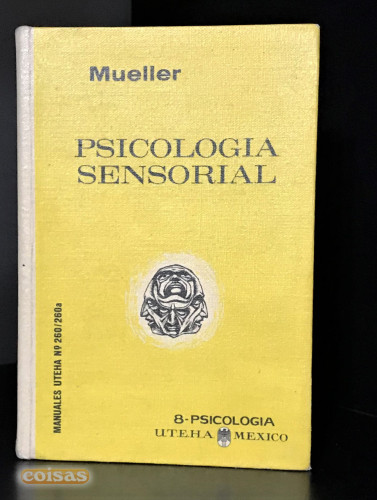 Mueller
PSICOLOGIA
SENSORIAL
MANUALES UTEHA Nº 260/260a
8-PSICOLOGIA
UTEHA MEXICO
coisas